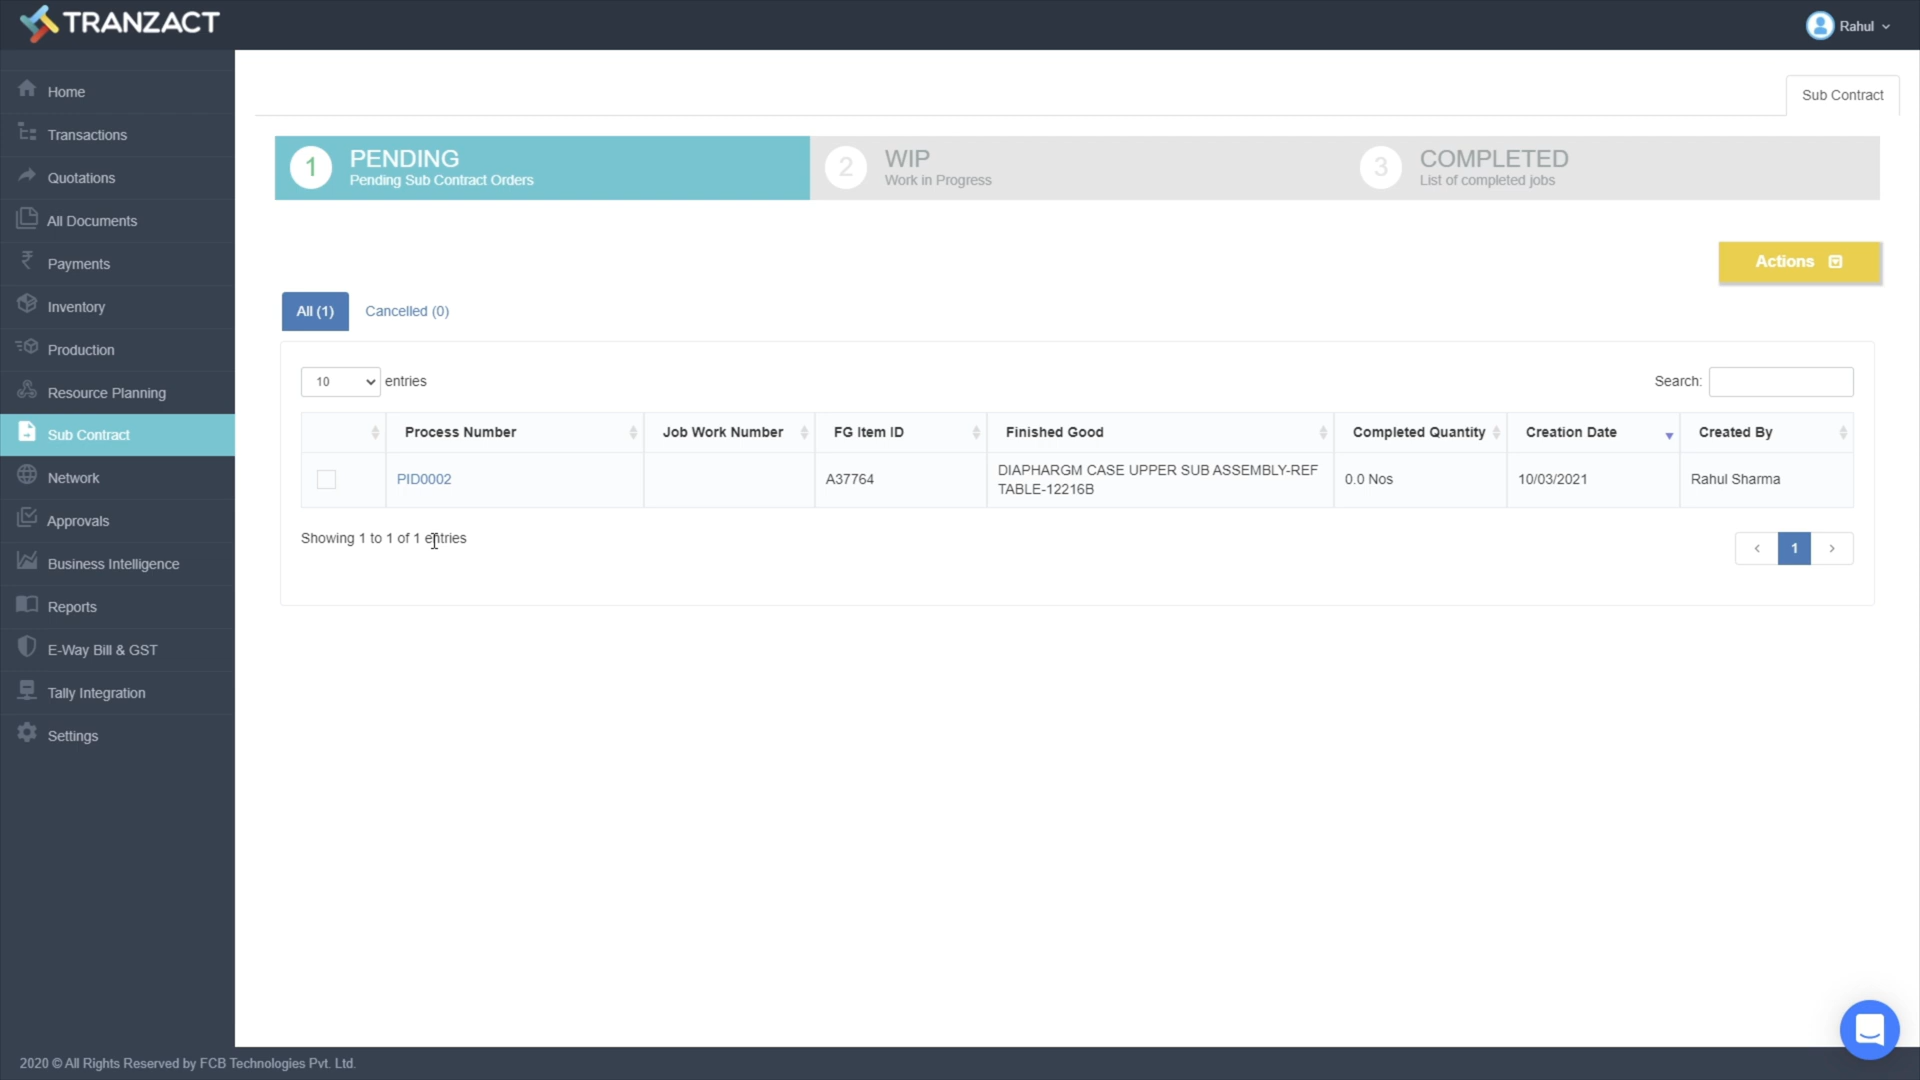 TRANZACT
Rahul
Home
Transactions
Quotations
All Documents
Payments
Inventory
Production
Resource Planning
Sub Contract
Network
Approvals
Business Intelligence
Reports
E-Way Bill & GST
Tally Integration
Settings
Sub Contract
1 PENDING
Pending Sub Contract Orders
2 WIP
Work in Progress
3 COMPLETED
List of completed jobs
Actions
All (1) Cancelled (0)
10 entries
Search:
Process Number Job Work Number FG Item ID Finished Good Completed Quantity Creation Date Created By
PID0002 A37764 DIAPHARGM CASE UPPER SUB ASSEMBLY-REF TABLE-12216B 0.0 Nos 10/03/2021 Rahul Sharma
Showing 1 to 1 of 1 entries
< 1 >
2020 © All Rights Reserved by FCB Technologies Pvt. Ltd.